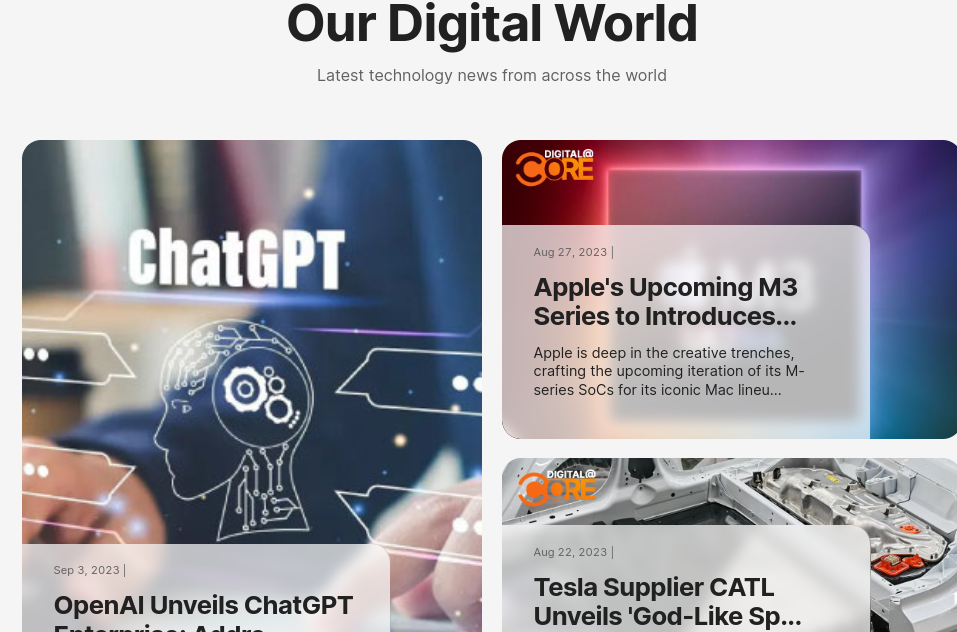 Our Digital World
Latest technology news from across the world
ChatGPT
Sep 3, 2023 |
OpenAI Unveils ChatGPT
Enterprise: Addre...
DIGITAL@
CORE
Aug 27, 2023 |
Apple's Upcoming M3
Series to Introduces...
Apple is deep in the creative trenches,
crafting the upcoming iteration of its M-
series SoCs for its iconic Mac lineu...
DIGITAL@
CORE
Aug 22, 2023 |
Tesla Supplier CATL
Unveils 'God-Like Sp...